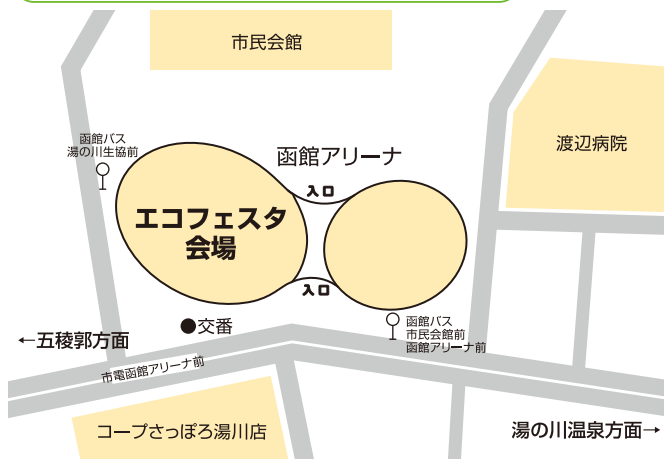 市民会館
渡辺病院
函館バス
湯の川生協前
函館アリーナ
入口
エコフェスタ
会場
入口
●交番
函館バス
市民会館前
函館アリーナ前
←五稜郭方面
市電函館アリーナ前
コープさっぽろ湯川店
湯の川温泉方面→